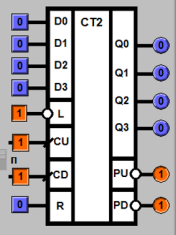 0 D0 CT2 Q0 0
0 D1 Q1 0
0 D2 Q2 0
0 D3 Q3 0
1 L
1 CU
п
1 CD PU 1
0 R PD 1